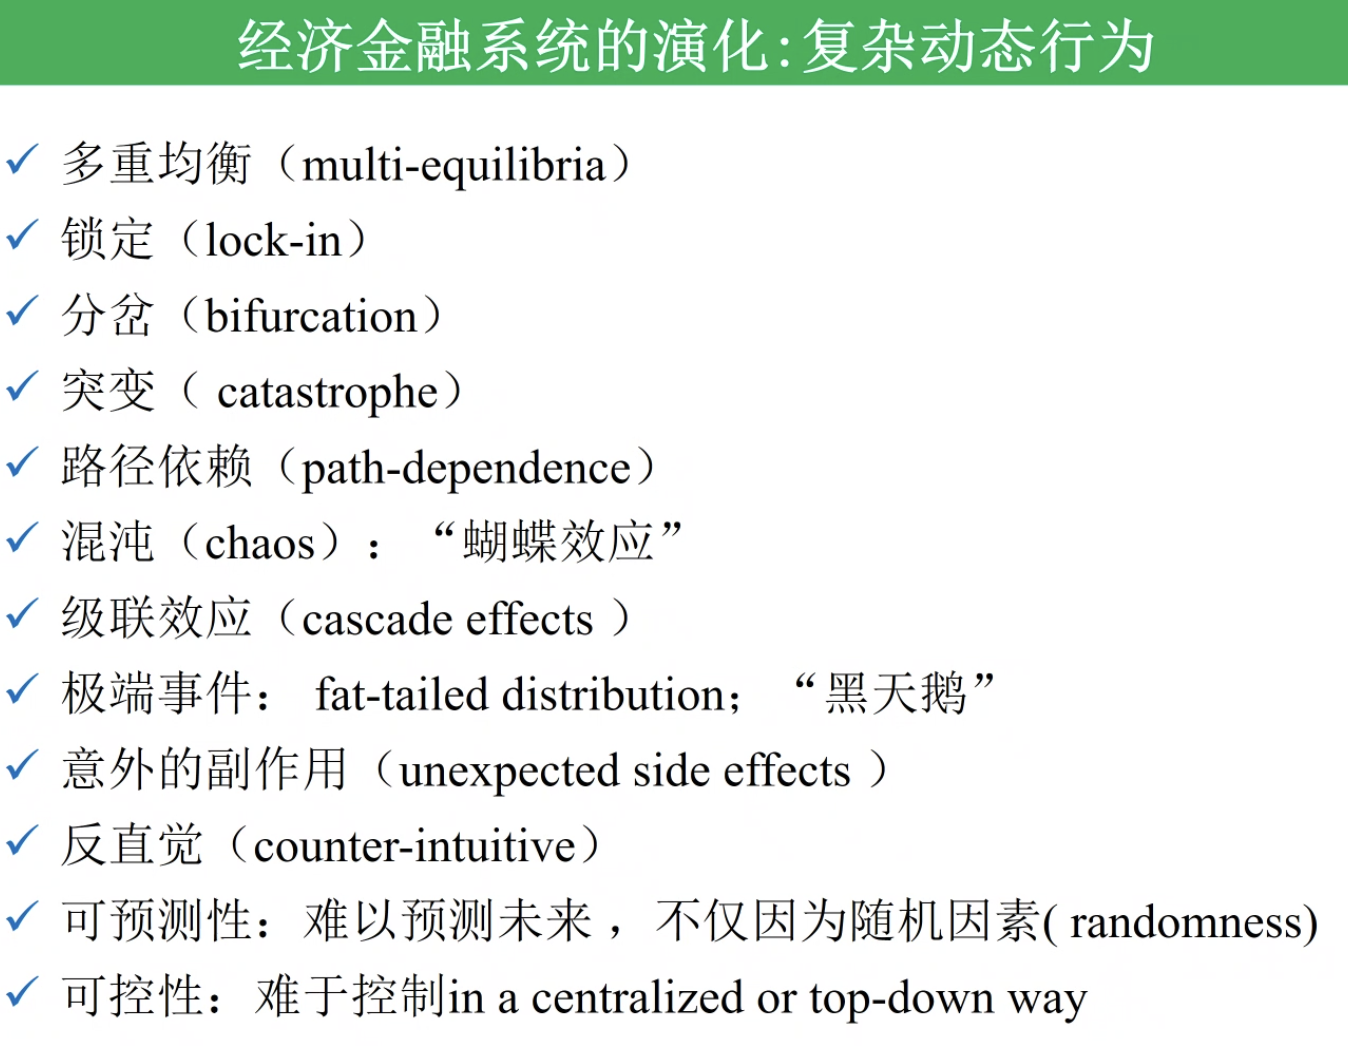 经济金融系统的演化:复杂动态行为
✓ 多重均衡（multi-equilibria）
✓ 锁定（lock-in）
✓ 分岔（bifurcation）
✓ 突变（ catastrophe）
✓ 路径依赖（path-dependence）
✓ 混沌（chaos）：“蝴蝶效应”
✓ 级联效应（cascade effects ）
✓ 极端事件： fat-tailed distribution；“黑天鹅”
✓ 意外的副作用（unexpected side effects ）
✓ 反直觉（counter-intuitive）
✓ 可预测性：难以预测未来 ，不仅因为随机因素( randomness)
✓ 可控性：难于控制in a centralized or top-down way